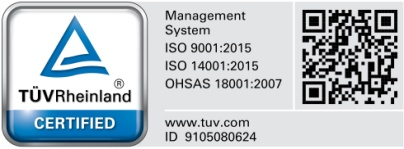 TÜVRheinland®
CERTIFIED
Management
System
ISO 9001:2015
ISO 14001:2015
OHSAS 18001:2007
www.tuv.com
ID 9105080624